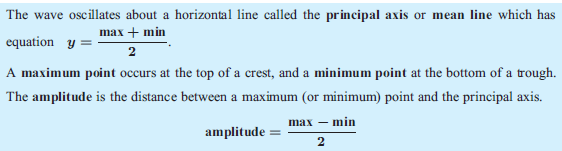 The wave oscillates about a horizontal line called the principal axis or mean line which has
equation y = (max + min)/2.
A maximum point occurs at the top of a crest, and a minimum point at the bottom of a trough.
The amplitude is the distance between a maximum (or minimum) point and the principal axis.
amplitude = (max − min)/2